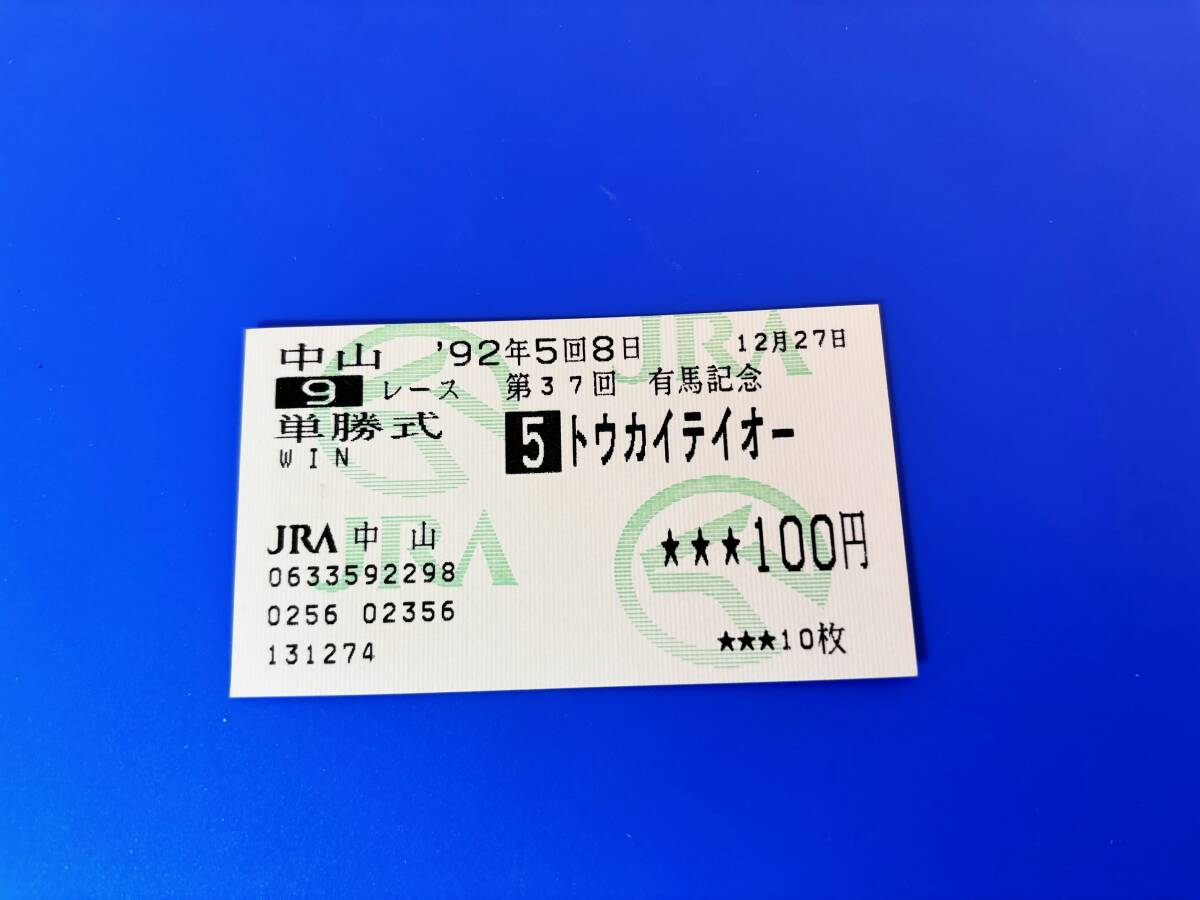 中山 '92年5回8日 12月27日
9 レース 第37回 有馬記念
単勝式 5 トウカイテイオー
WIN
JRA 中山 ★★★100円
0633592298
0256 02356
131274 ★★★10枚
JRA
JRA